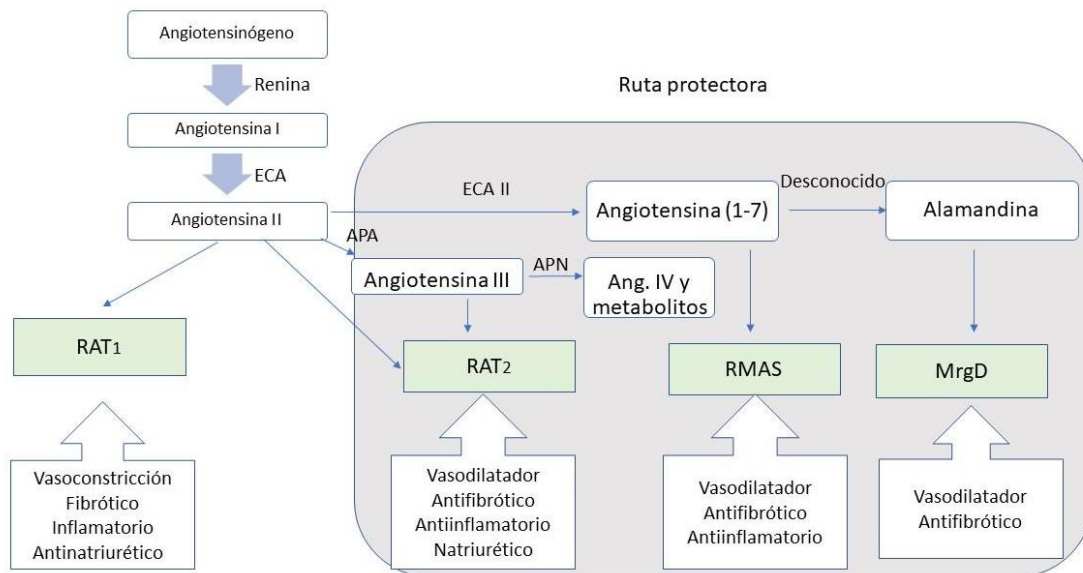 Angiotensinógeno
Renina
Ruta protectora
Angiotensina I
ECA
ECA II
Desconocido
Angiotensina II
Angiotensina (1-7)
Alamandina
APA
Angiotensina III
APN
Ang. IV y
metabolitos
RAT1
RAT2
RMAS
MrgD
Vasoconstricción
Fibrótico
Inflamatorio
Antinatriurético
Vasodilatador
Antifibrótico
Antiinflamatorio
Natriurético
Vasodilatador
Antifibrótico
Antiinflamatorio
Vasodilatador
Antifibrótico